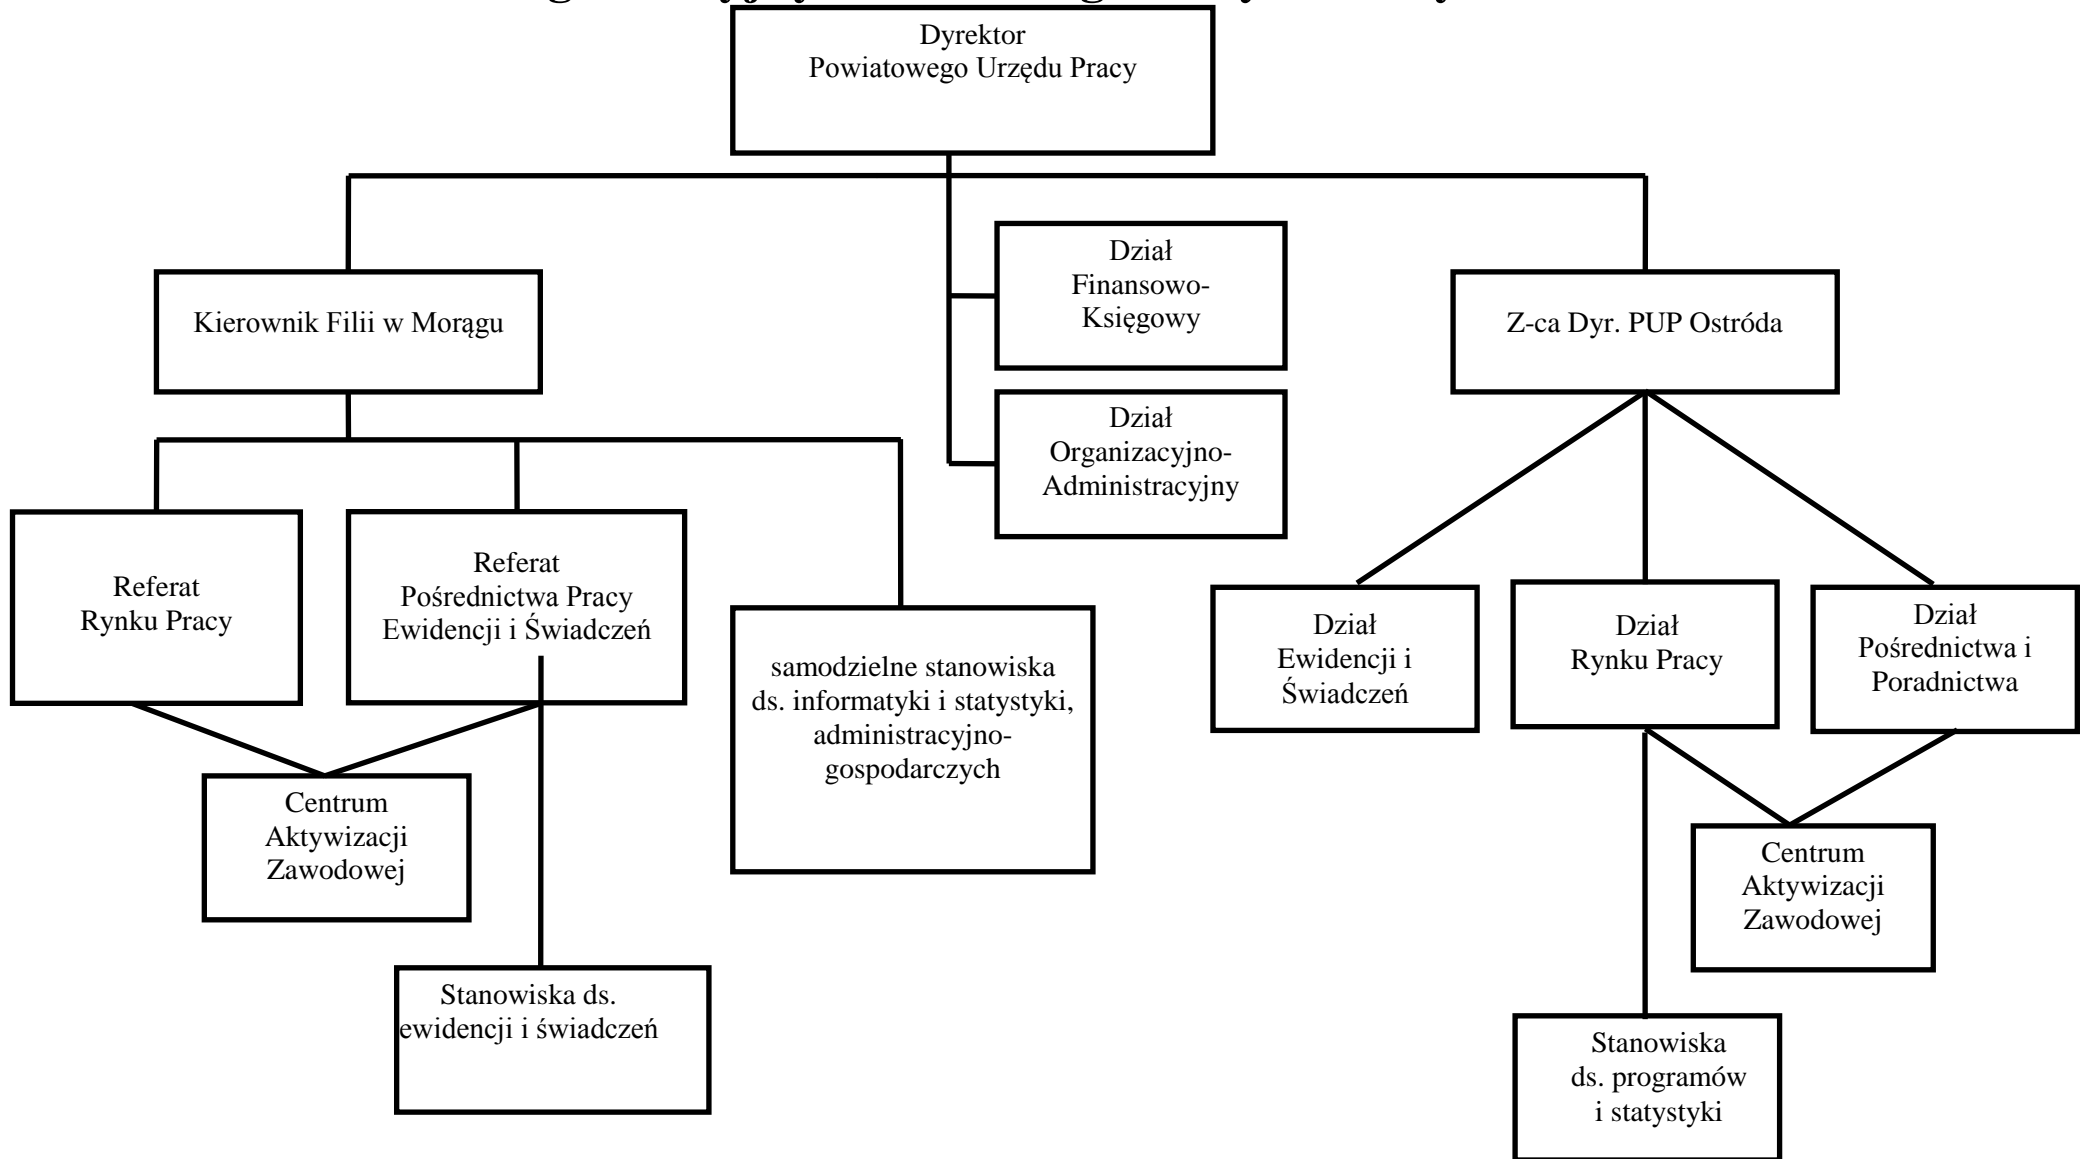 Dyrektor
Powiatowego Urzędu Pracy
Dział
Finansowo-
Księgowy
Kierownik Filii w Morągu
Z-ca Dyr. PUP Ostróda
Dział
Organizacyjno-
Administracyjny
Referat
Rynku Pracy
Referat
Pośrednictwa Pracy
Ewidencji i Świadczeń
samodzielne stanowiska
ds. informatyki i statystyki,
administracyjno-
gospodarczych
Dział
Ewidencji i
Świadczeń
Dział
Rynku Pracy
Dział
Pośrednictwa i
Poradnictwa
Centrum
Aktywizacji
Zawodowej
Centrum
Aktywizacji
Zawodowej
Stanowiska ds.
ewidencji i świadczeń
Stanowiska
ds. programów
i statystyki